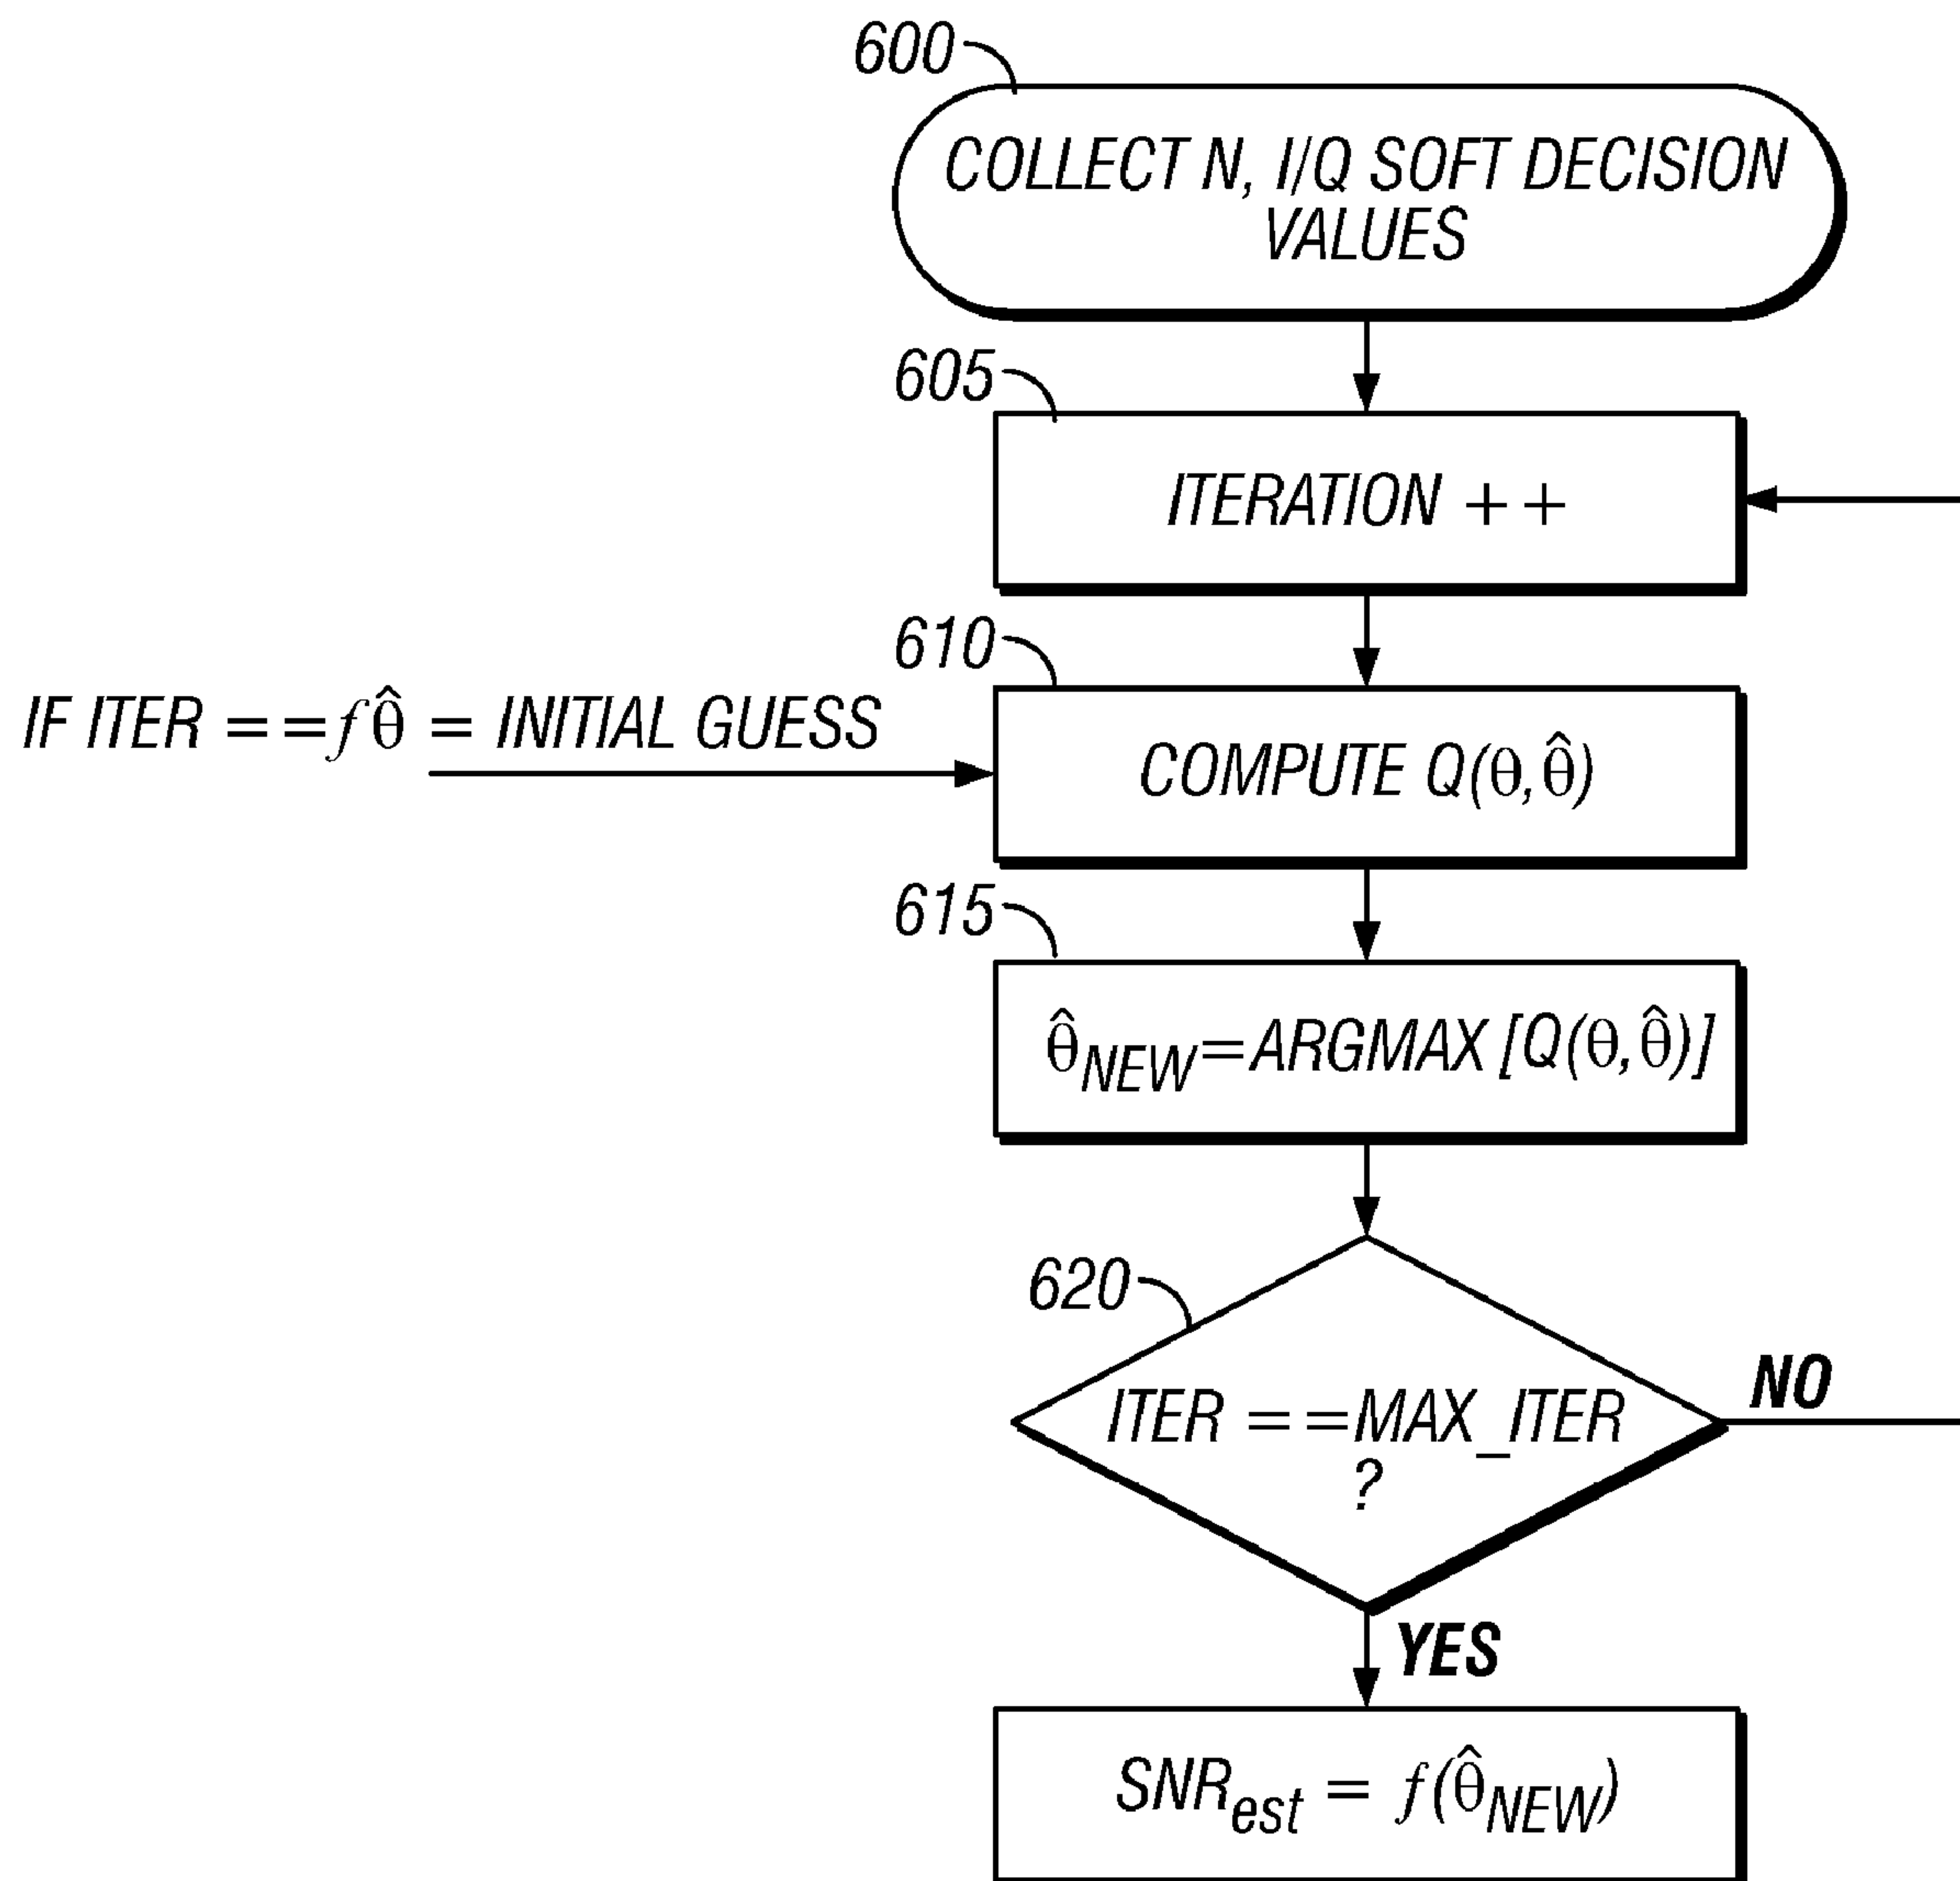 600
COLLECT N, I/Q SOFT DECISION
VALUES
605
ITERATION + +
610
IF ITER = =f θ̂ = INITIAL GUESS
COMPUTE Q(θ,θ̂)
615
θ̂NEW=ARGMAX [Q(θ,θ̂)]
620
ITER = =MAX_ITER
?
NO
YES
SNRest = f(θ̂NEW)